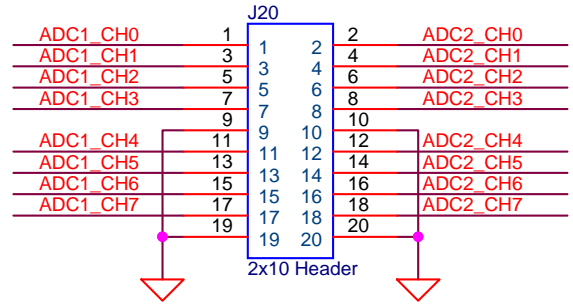 J20
ADC1_CH0 1 1 2 2 ADC2_CH0
ADC1_CH1 3 3 4 4 ADC2_CH1
ADC1_CH2 5 5 6 6 ADC2_CH2
ADC1_CH3 7 7 8 8 ADC2_CH3
9 9 10 10
ADC1_CH4 11 11 12 12 ADC2_CH4
ADC1_CH5 13 13 14 14 ADC2_CH5
ADC1_CH6 15 15 16 16 ADC2_CH6
ADC1_CH7 17 17 18 18 ADC2_CH7
19 19 20 20
2x10 Header